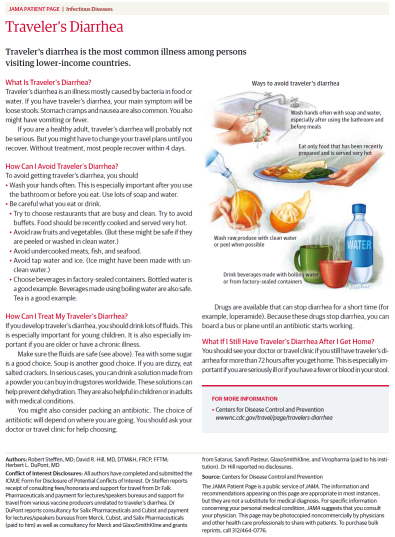 JAMA PATIENT PAGE | Infectious Diseases
Traveler's Diarrhea
Traveler's diarrhea is the most common illness among persons
visiting lower-income countries.
What Is Traveler's Diarrhea?
Traveler's diarrhea is an illness mostly caused by bacteria in food or
water. If you have traveler's diarrhea, your main symptom will be
loose stools. Stomach cramps and nausea are also common. You also
might have vomiting or fever.
If you are a healthy adult, traveler's diarrhea will probably not
be serious. But you might have to change your travel plans until you
recover. Without treatment, most people recover within 4 days.
How Can I Avoid Traveler's Diarrhea?
To avoid getting traveler's diarrhea, you should
• Wash your hands often. This is especially important after you use
the bathroom or before you eat. Use lots of soap and water.
• Be careful what you eat or drink.
• Try to choose restaurants that are busy and clean. Try to avoid
buffets. Food should be recently cooked and served very hot.
• Avoid raw fruits and vegetables. (But these might be safe if they
are peeled or washed in clean water.)
• Avoid undercooked meats, fish, and seafood.
• Avoid tap water and ice. (Ice might have been made with un-
clean water.)
• Choose beverages in factory-sealed containers. Bottled water is
a good example. Beverages made using boiling water are also safe.
Tea is a good example.
How Can I Treat My Traveler's Diarrhea?
If you develop traveler's diarrhea, you should drink lots of fluids. This
is especially important for young children. It is also especially im-
portant if you are older or have a chronic illness.
Make sure the fluids are safe (see above). Tea with some sugar
is a good choice. Soup is another good choice. If you are dizzy, eat
salted crackers. In serious cases, you can drink a solution made from
a powder you can buy in drugstores worldwide. These solutions can
help prevent dehydration. They are also helpful in children or in adults
with medical conditions.
You might also consider packing an antibiotic. The choice of
antibiotic will depend on where you are going. You should ask your
doctor or travel clinic for help choosing.
Ways to avoid traveler's diarrhea
Wash hands often with soap and water,
especially after using the bathroom and
before meals
Eat only food that has been recently
prepared and is served very hot
Wash raw produce with clean water
or peel when possible
WATER
Drink beverages made with boiling water
or from factory-sealed containers
Drugs are available that can stop diarrhea for a short time (for
example, loperamide). Because these drugs stop diarrhea, you can
board a bus or plane until an antibiotic starts working.
What If I Still Have Traveler's Diarrhea After I Get Home?
You should see your doctor or travel clinic if you still have traveler's di-
arrhea for more than 72 hours after you get home. This is especially im-
portant if you are seriously ill or if you have a fever or blood in your stool.
FOR MORE INFORMATION
• Centers for Disease Control and Prevention
wwwnc.cdc.gov/travel/page/travelers-diarrhea
Authors: Robert Steffen, MD; David R. Hill, MD, DTM&H, FRCP, FFTM;
Herbert L. DuPont, MD
Conflict of Interest Disclosures: All authors have completed and submitted the
ICMJE Form for Disclosure of Potential Conflicts of Interest. Dr Steffen reports
receipt of consulting fee/honoraria and support for travel from Dr Falk
Pharmaceuticals and payment for lectures/speakers bureaus and support for
travel from various vaccine producers unrelated to traveler's diarrhea. Dr
DuPont reports consultancy for Salix Pharmaceuticals and Cubist and payment
for lectures/speakers bureaus from Merck, Cubist, and Salix Pharmaceuticals
(paid to him) as well as consultancy for Merck and GlaxoSmithKline and grants
from Santarus, Sanofi Pasteur, GlaxoSmithKline, and Viropharma (paid to his insti-
tution). Dr Hill reported no disclosures.
Source: Centers for Disease Control and Prevention
The JAMA Patient Page is a public service of JAMA. The information and
recommendations appearing on this page are appropriate in most instances,
but they are not a substitute for medical diagnosis. For specific information
concerning your personal medical condition, JAMA suggests that you consult
your physician. This page may be photocopied noncommercially by physicians
and other health care professionals to share with patients. To purchase bulk
reprints, call 312/464-0776.